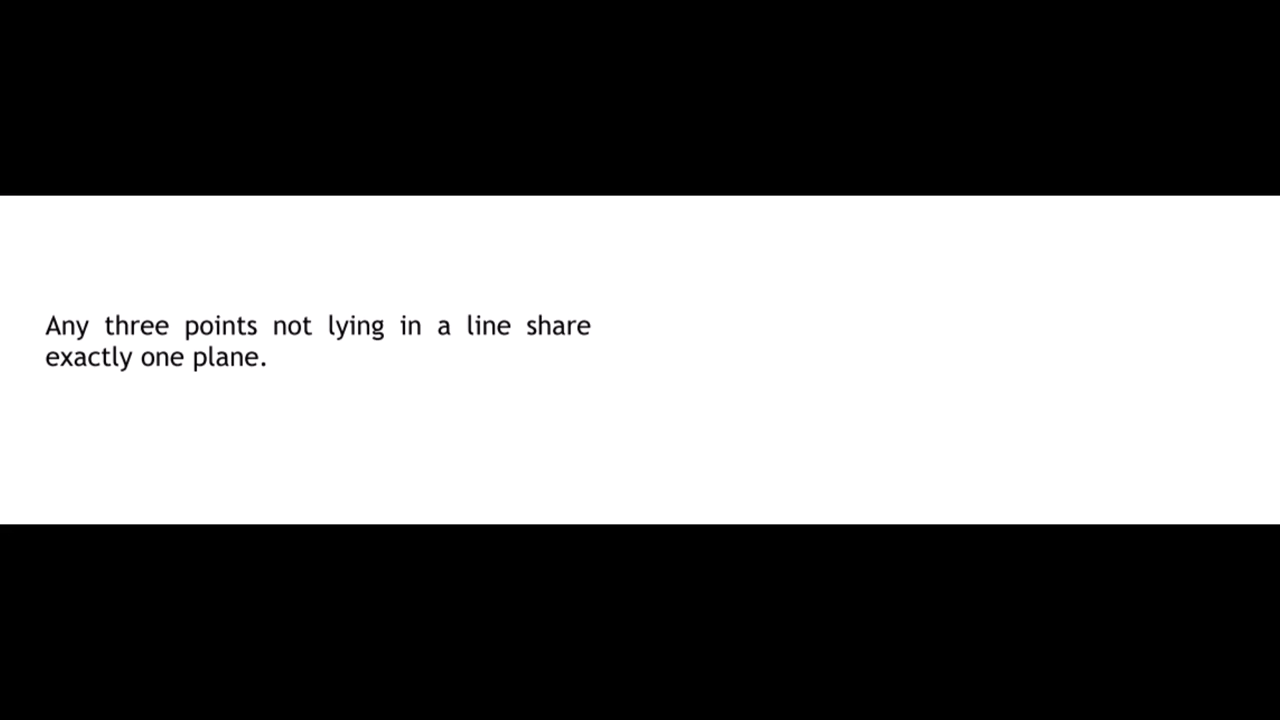 Any three points not lying in a line share
exactly one plane.